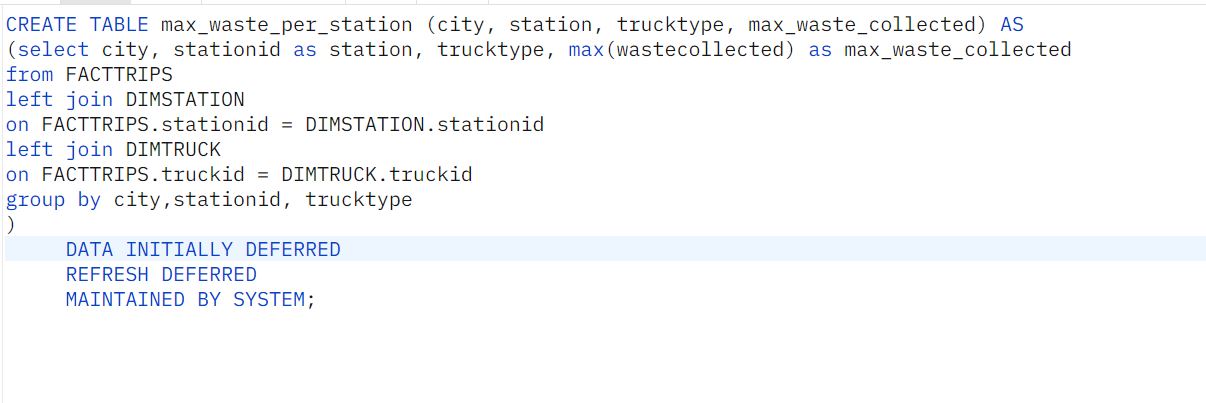 CREATE TABLE max_waste_per_station (city, station, trucktype, max_waste_collected) AS
(select city, stationid as station, trucktype, max(wastecollected) as max_waste_collected
from FACTTRIPS
left join DIMSTATION
on FACTTRIPS.stationid = DIMSTATION.stationid
left join DIMTRUCK
on FACTTRIPS.truckid = DIMTRUCK.truckid
group by city,stationid, trucktype
)
DATA INITIALLY DEFERRED
REFRESH DEFERRED
MAINTAINED BY SYSTEM;